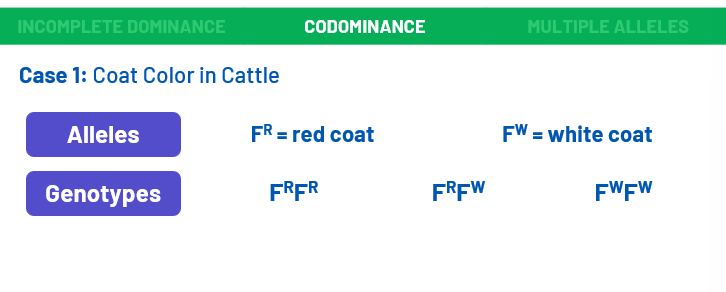 INCOMPLETE DOMINANCE CODOMINANCE MULTIPLE ALLELES
Case 1: Coat Color in Cattle
Alleles Fᴿ = red coat Fᵂ = white coat
Genotypes FᴿFᴿ FᴿFᵂ FᵂFᵂ